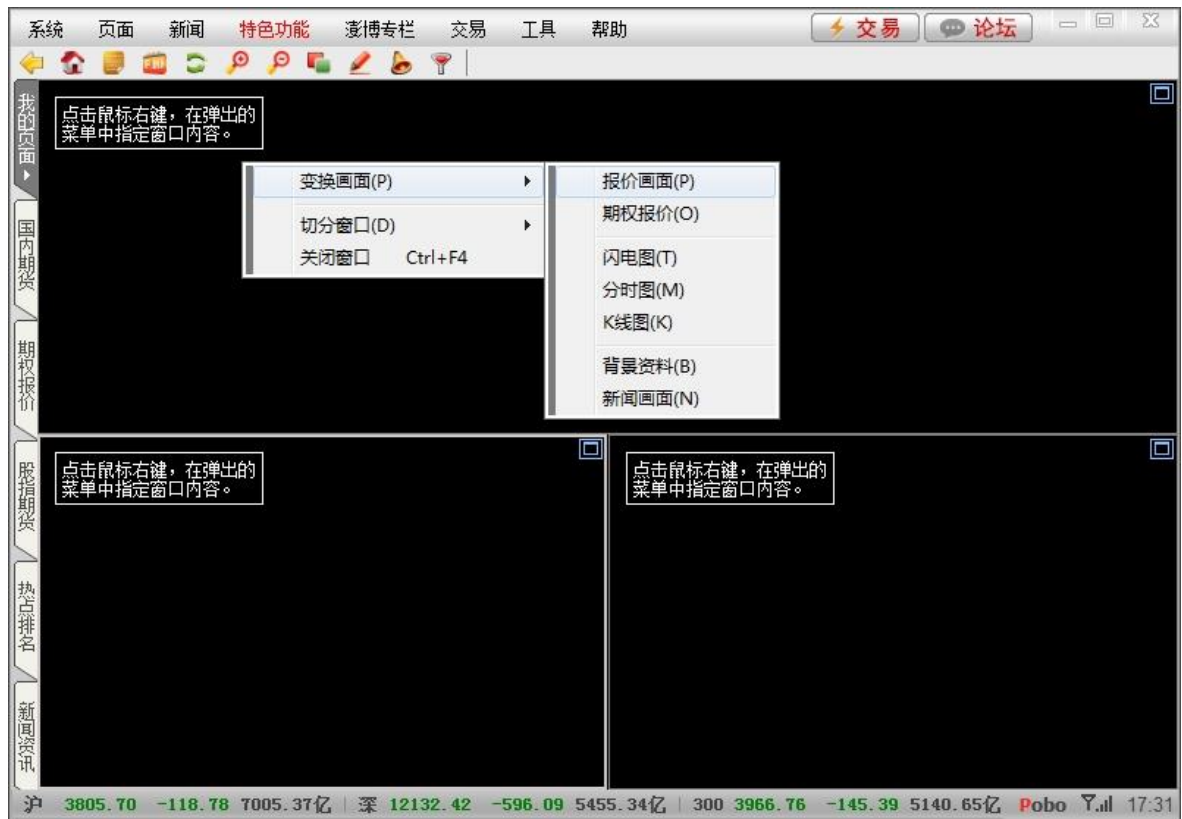 系统 页面 新闻 特色功能 澎博专栏 交易 工具 帮助 交易 论坛
我的页面
国内期货
期权报价
股指期货
热点排名
新闻资讯
点击鼠标右键，在弹出的
菜单中指定窗口内容。
变换画面(P)
切分窗口(D)
关闭窗口 Ctrl+F4
报价画面(P)
期权报价(O)
闪电图(T)
分时图(M)
K线图(K)
背景资料(B)
新闻画面(N)
点击鼠标右键，在弹出的
菜单中指定窗口内容。
点击鼠标右键，在弹出的
菜单中指定窗口内容。
沪 3805.70 -118.78 7005.37亿 深 12132.42 -596.09 5455.34亿 300 3966.76 -145.39 5140.65亿 Pobo 17:31